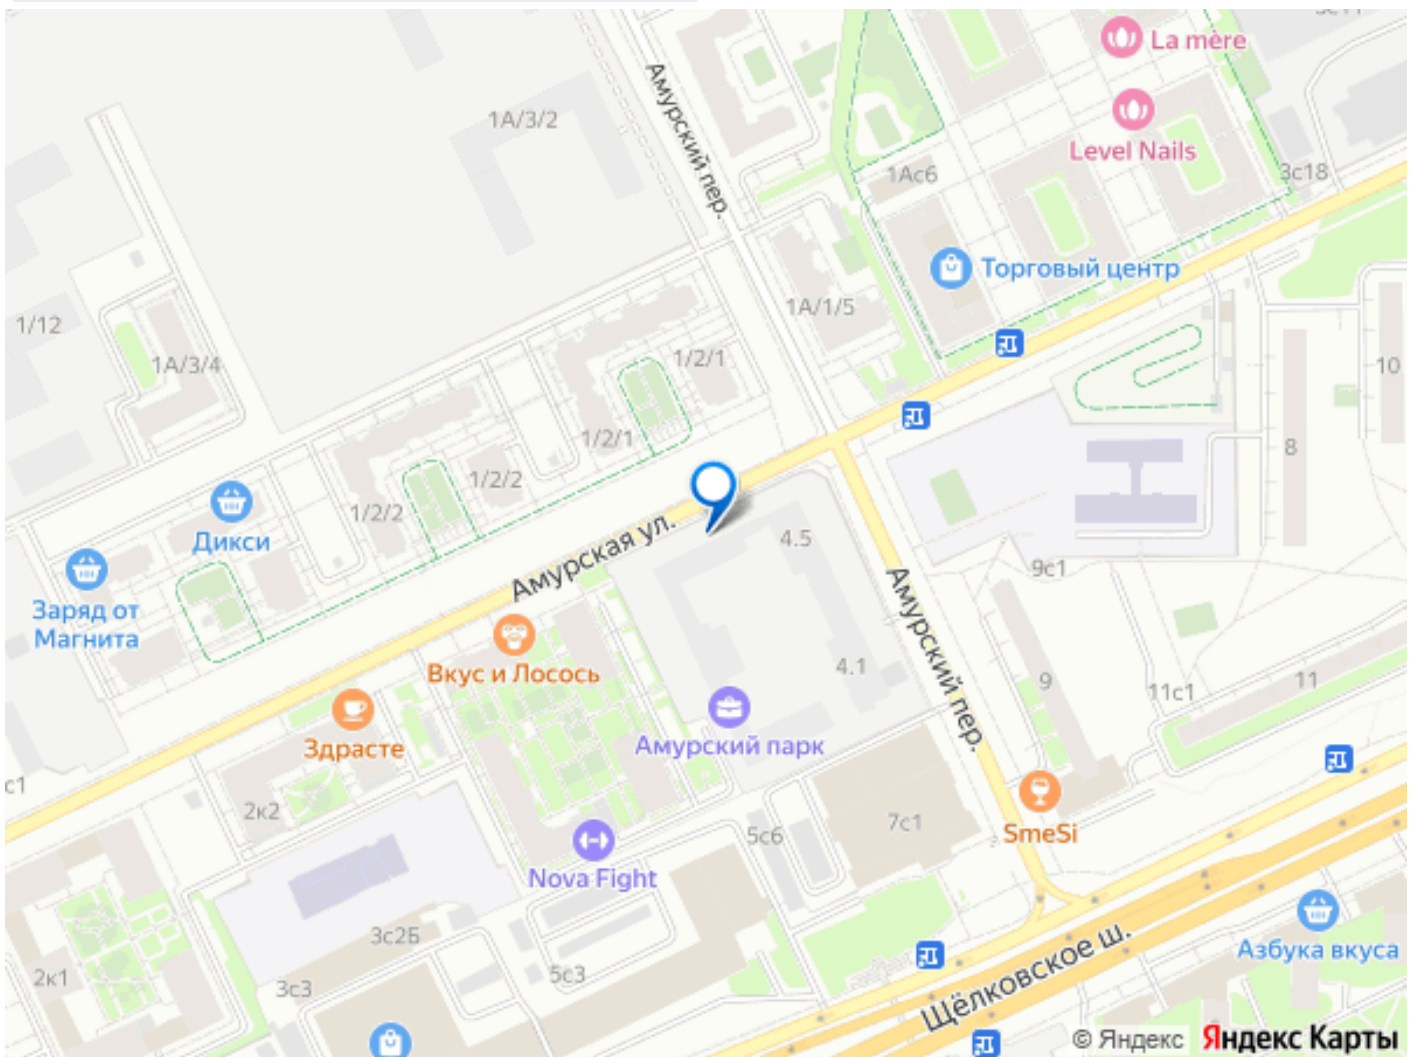 La mère
Амурский пер.
1А/3/2
Level Nails
1Ас6
3с18
Торговый центр
1/12
1А/1/5
1А/3/4
1/2/1
10
1/2/1
8
1/2/2
1/2/2
Дикси
Амурская ул.
4.5
9с1
Заряд от
Магнита
Амурский пер.
Вкус и Лосось
4.1
9
11с1
11
Здрасте
Амурский парк
с1
2к2
5с6
7с1
SmeSi
Nova Fight
3с2Б
Азбука вкуса
2к1
3с3
5с3
Щёлковское ш.
© Яндекс Яндекс Карты